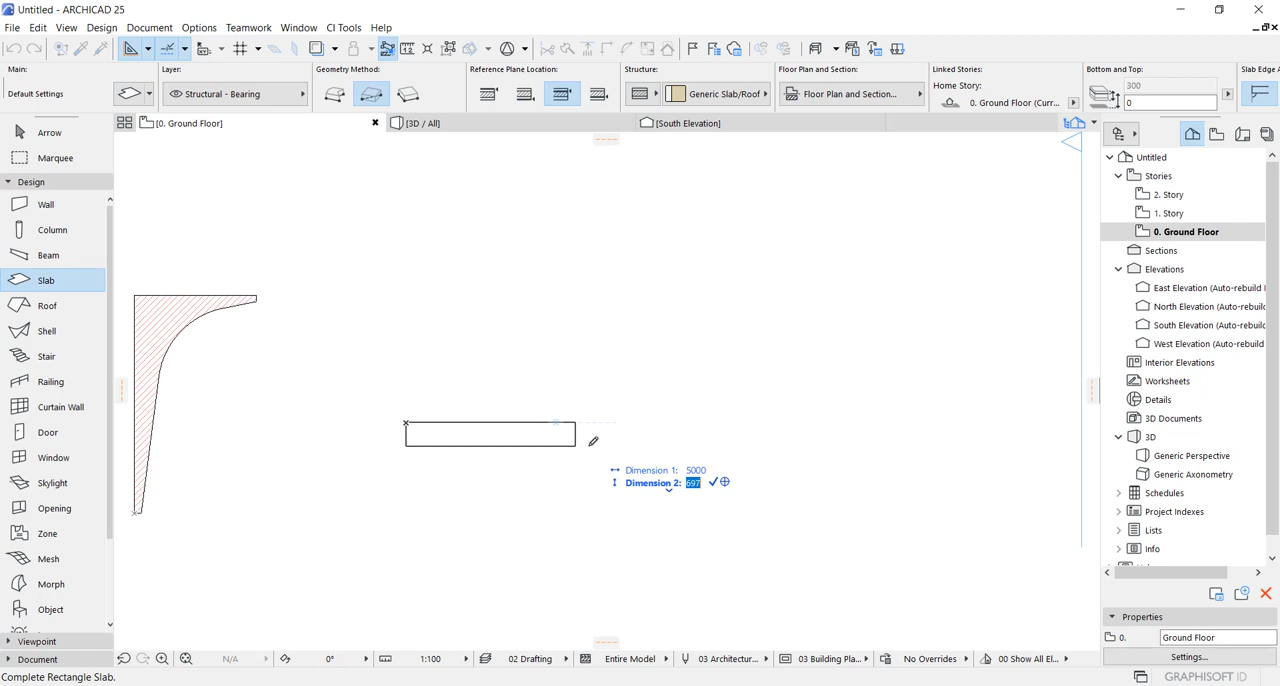 Untitled - ARCHICAD 25
File Edit View Design Document Options Teamwork Window CI Tools Help
Main: Layer: Geometry Method: Reference Plane Location: Structure: Floor Plan and Section: Linked Stories: Bottom and Top: Slab Edge A
Default Settings Structural - Bearing Generic Slab/Roof Floor Plan and Section... Home Story: 300
0. Ground Floor (Curr... 0
Arrow [0. Ground Floor] [3D / All] [South Elevation]
Marquee
Design
Wall
Column
Beam
Slab
Roof
Shell
Stair
Railing
Curtain Wall
Door
Window
Skylight
Opening
Zone
Mesh
Morph
Object
Viewpoint
Document
Dimension 1: 5000
Dimension 2: 697
Untitled
Stories
2. Story
1. Story
0. Ground Floor
Sections
Elevations
East Elevation (Auto-rebuild
North Elevation (Auto-rebuild
South Elevation (Auto-rebuild
West Elevation (Auto-rebuild
Interior Elevations
Worksheets
Details
3D Documents
3D
Generic Perspective
Generic Axonometry
Schedules
Project Indexes
Lists
Info
Properties
0. Ground Floor
Settings...
N/A 0° 1:100 02 Drafting Entire Model 03 Architectur... 03 Building Pla... No Overrides 00 Show All El...
Complete Rectangle Slab. GRAPHISOFT ID